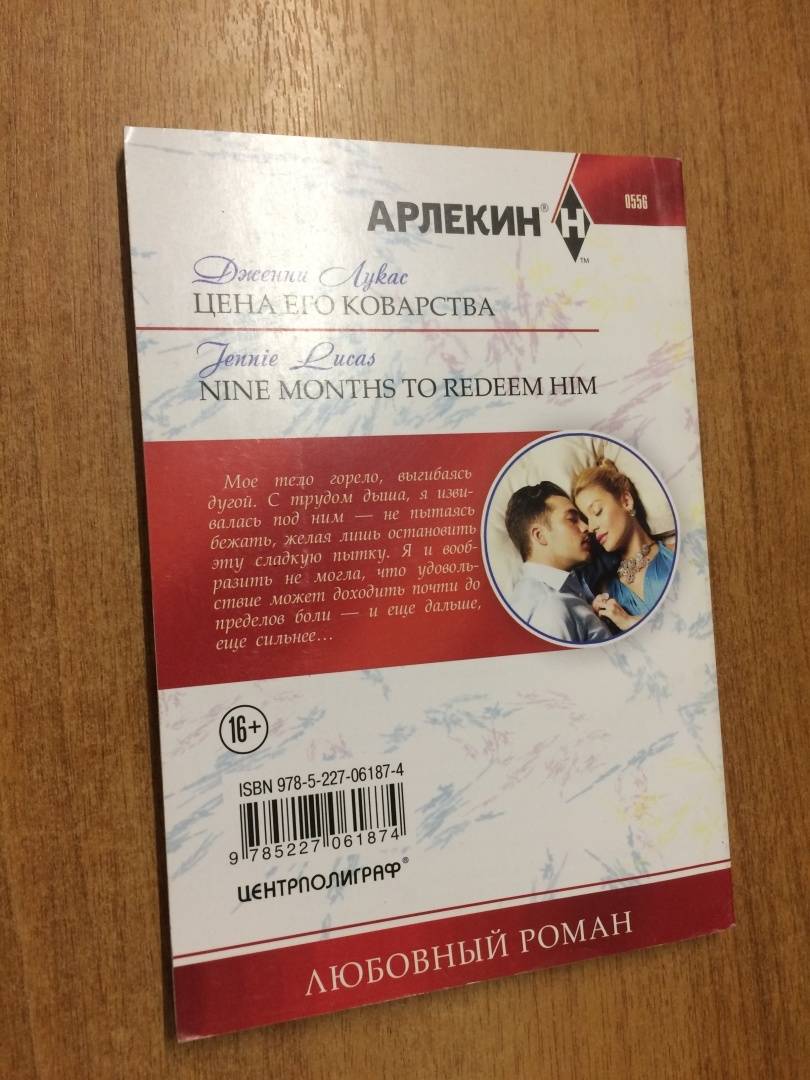 0556
АРЛЕКИН®
Н
TM
Дженни Лукас
ЦЕНА ЕГО КОВАРСТВА
Jennie Lucas
NINE MONTHS TO REDEEM HIM
Мое тело горело, выгибаясь
дугой. С трудом дыша, я изви-
валась под ним — не пытаясь
бежать, желая лишь остановить
эту сладкую пытку. Я и вооб-
разить не могла, что удоволь-
ствие может доходить почти до
пределов боли — и еще дальше,
еще сильнее...
16+
ISBN 978-5-227-06187-4
9 785227 061874
ЦЕНТРПОЛИГРАФ®
ЛЮБОВНЫЙ РОМАН